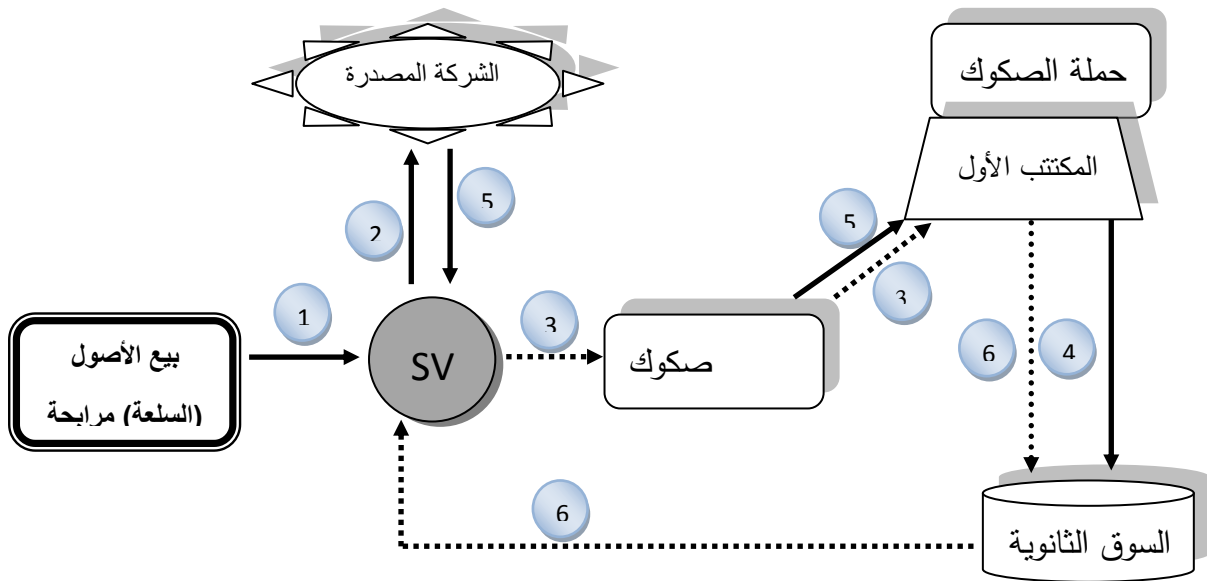 الشركة المصدرة
حملة الصكوك
المكتتب الأول
5
2
5
3
1
3
6
4
بيع الأصول
(السلعة) مرابحة
SV
صكوك
6
السوق الثانوية